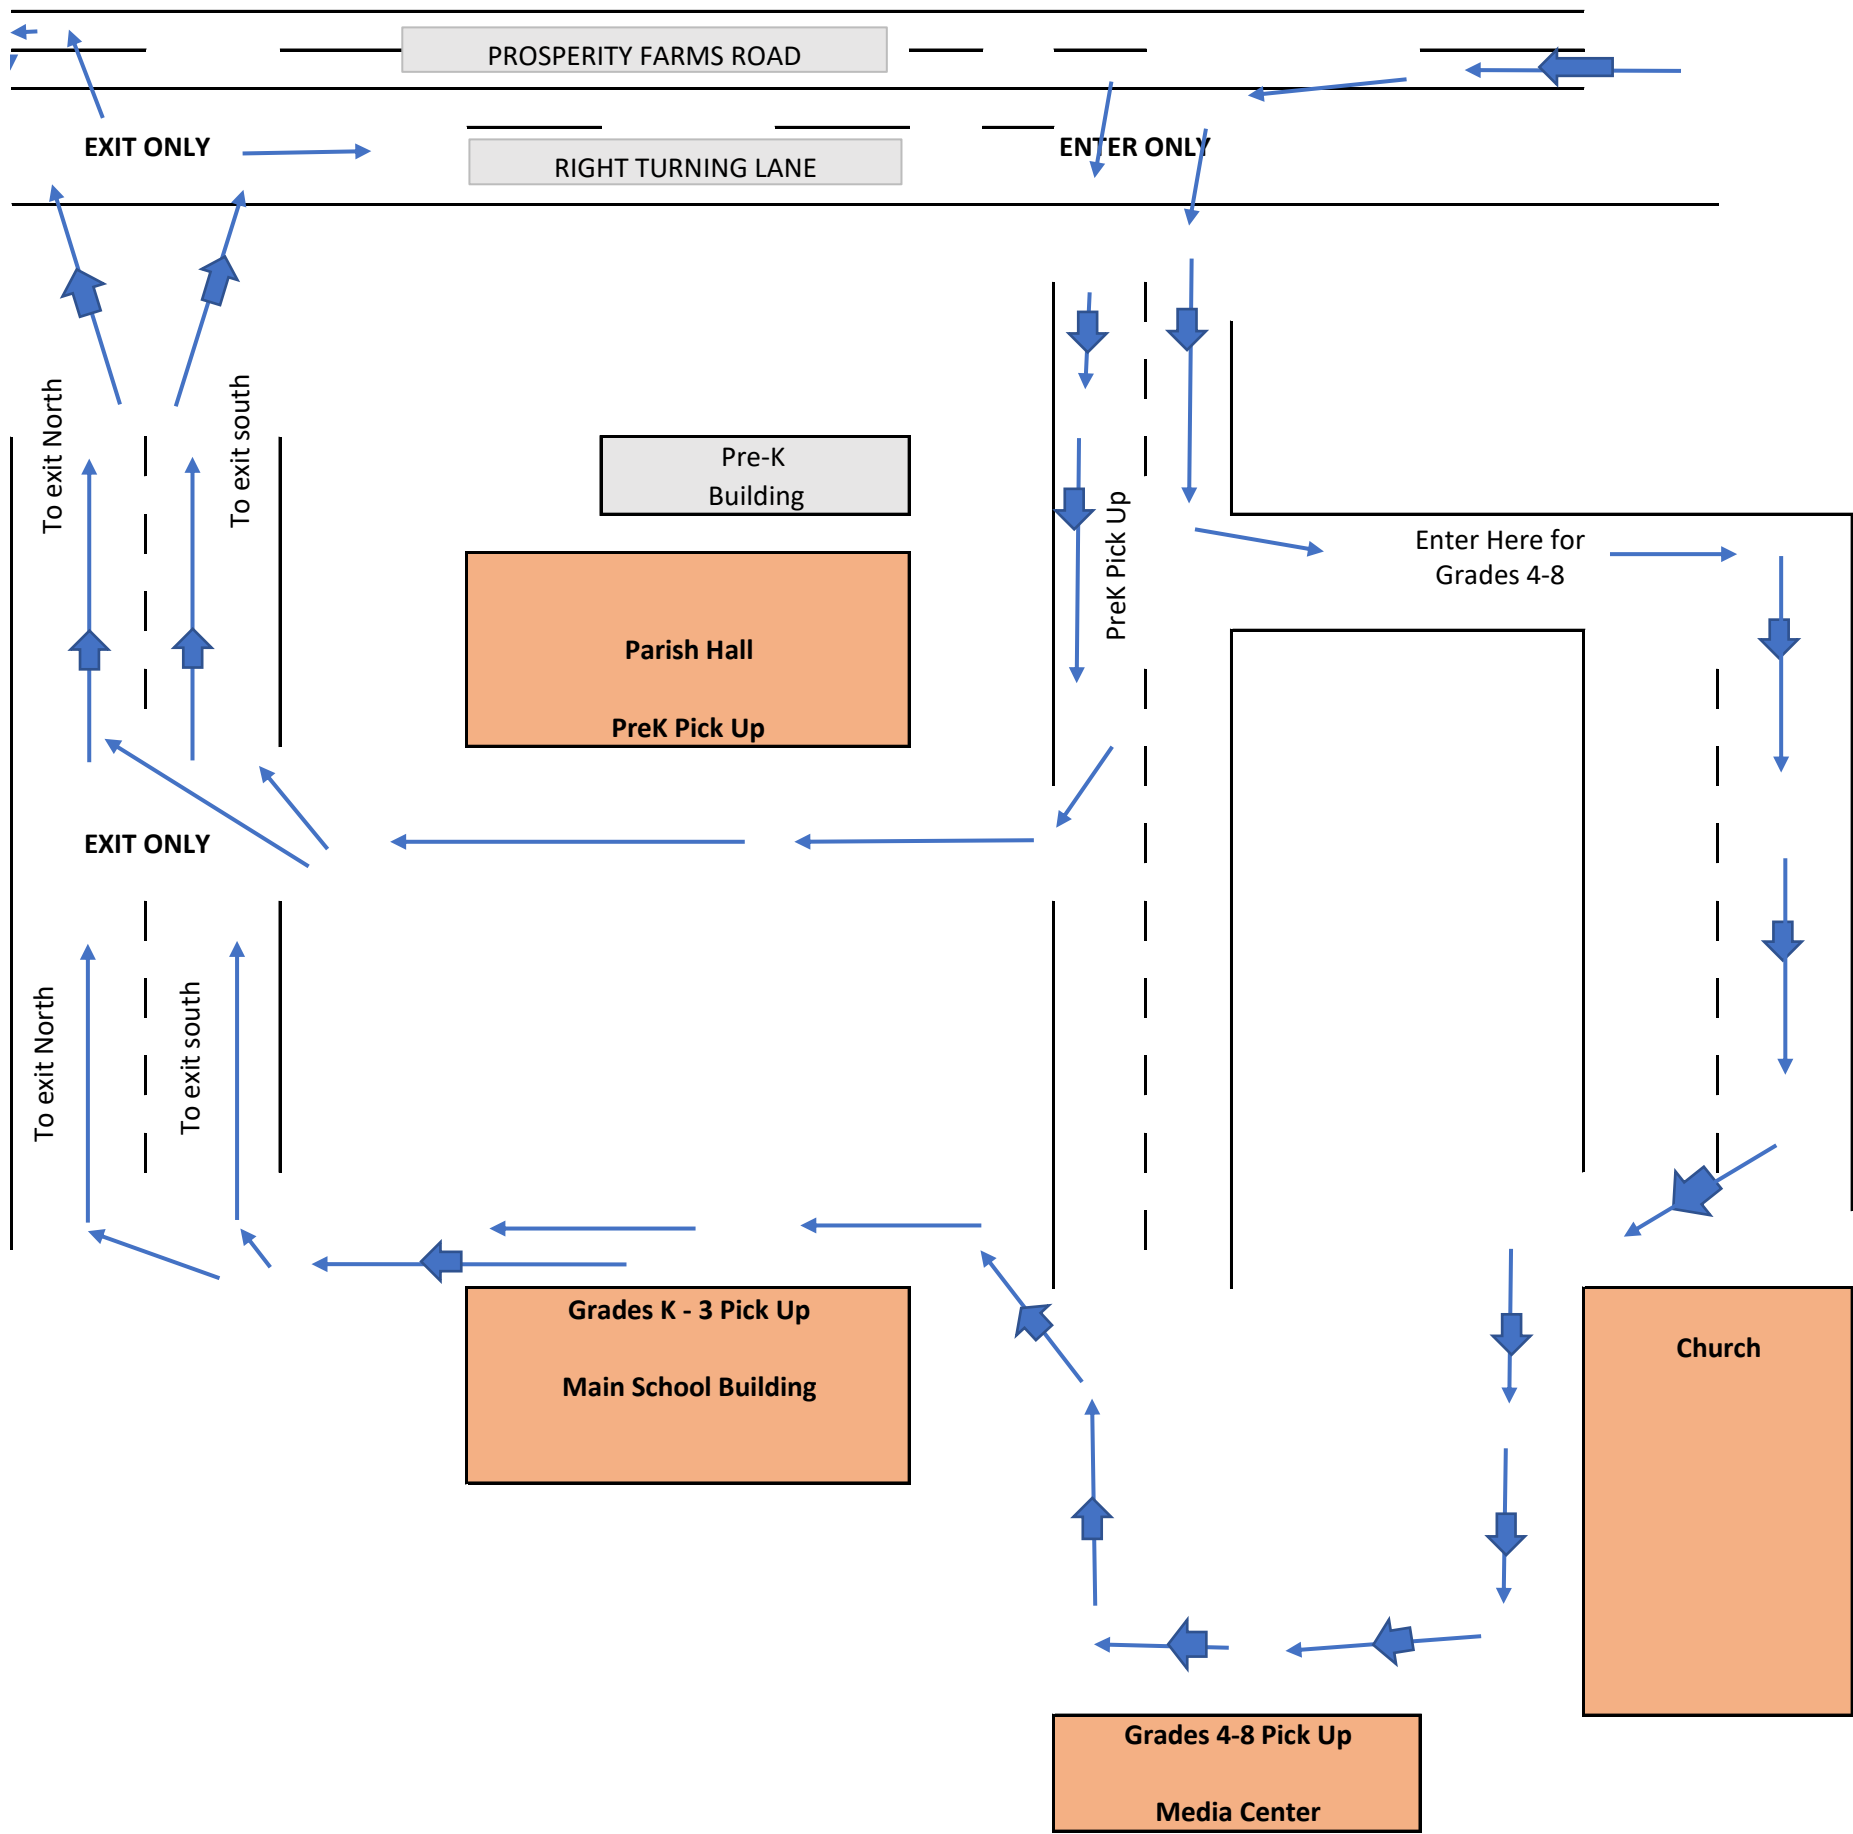 PROSPERITY FARMS ROAD
EXIT ONLY
RIGHT TURNING LANE
ENTER ONLY
To exit North
To exit south
Pre-K
Building
PreK Pick Up
Enter Here for
Grades 4-8
Parish Hall
PreK Pick Up
EXIT ONLY
To exit North
To exit south
Grades K - 3 Pick Up
Main School Building
Church
Grades 4-8 Pick Up
Media Center